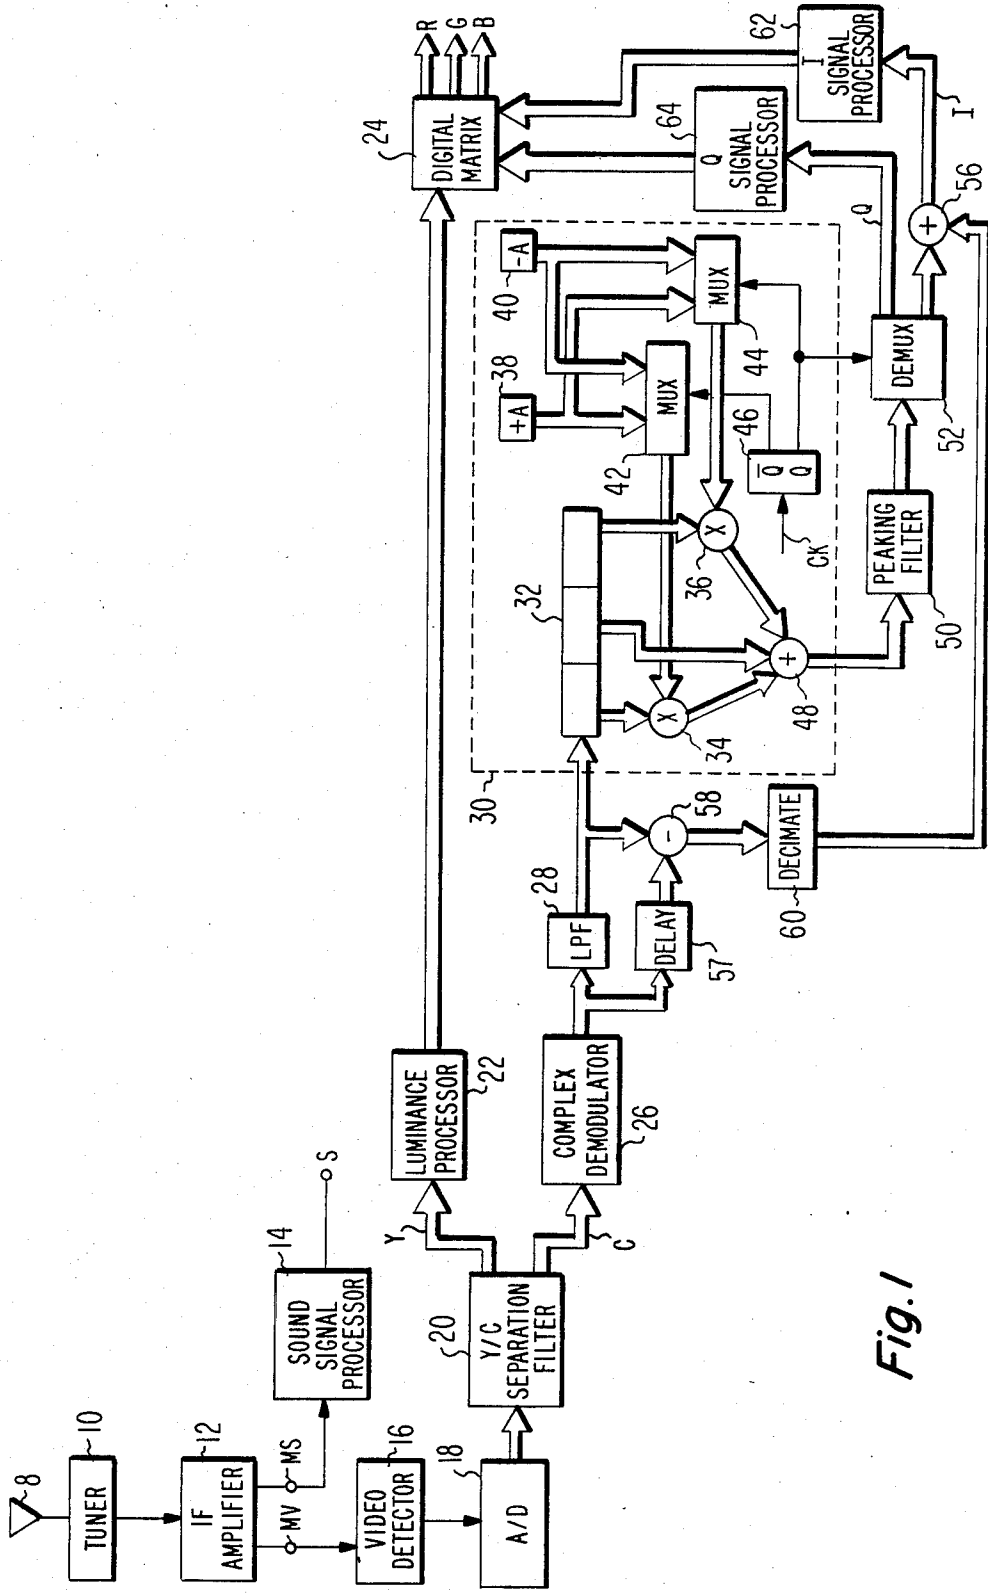 8
10
TUNER
12
IF
AMPLIFIER
MV
MS
14
SOUND
SIGNAL
PROCESSOR
S
16
VIDEO
DETECTOR
18
A/D
20
Y/C
SEPARATION
FILTER
Y
C
LUMINANCE
PROCESSOR
22
COMPLEX
DEMODULATOR
26
28
LPF
DELAY
57
58
-
60
DECIMATE
30
32
34
X
36
X
38
+A
40
-A
42
MUX
44
MUX
46
Q̅
Q
CK
48
+
50
PEAKING
FILTER
52
DEMUX
56
+
Q
I
64
Q
SIGNAL
PROCESSOR
62
I
SIGNAL
PROCESSOR
24
DIGITAL
MATRIX
R
G
B
Fig. 1